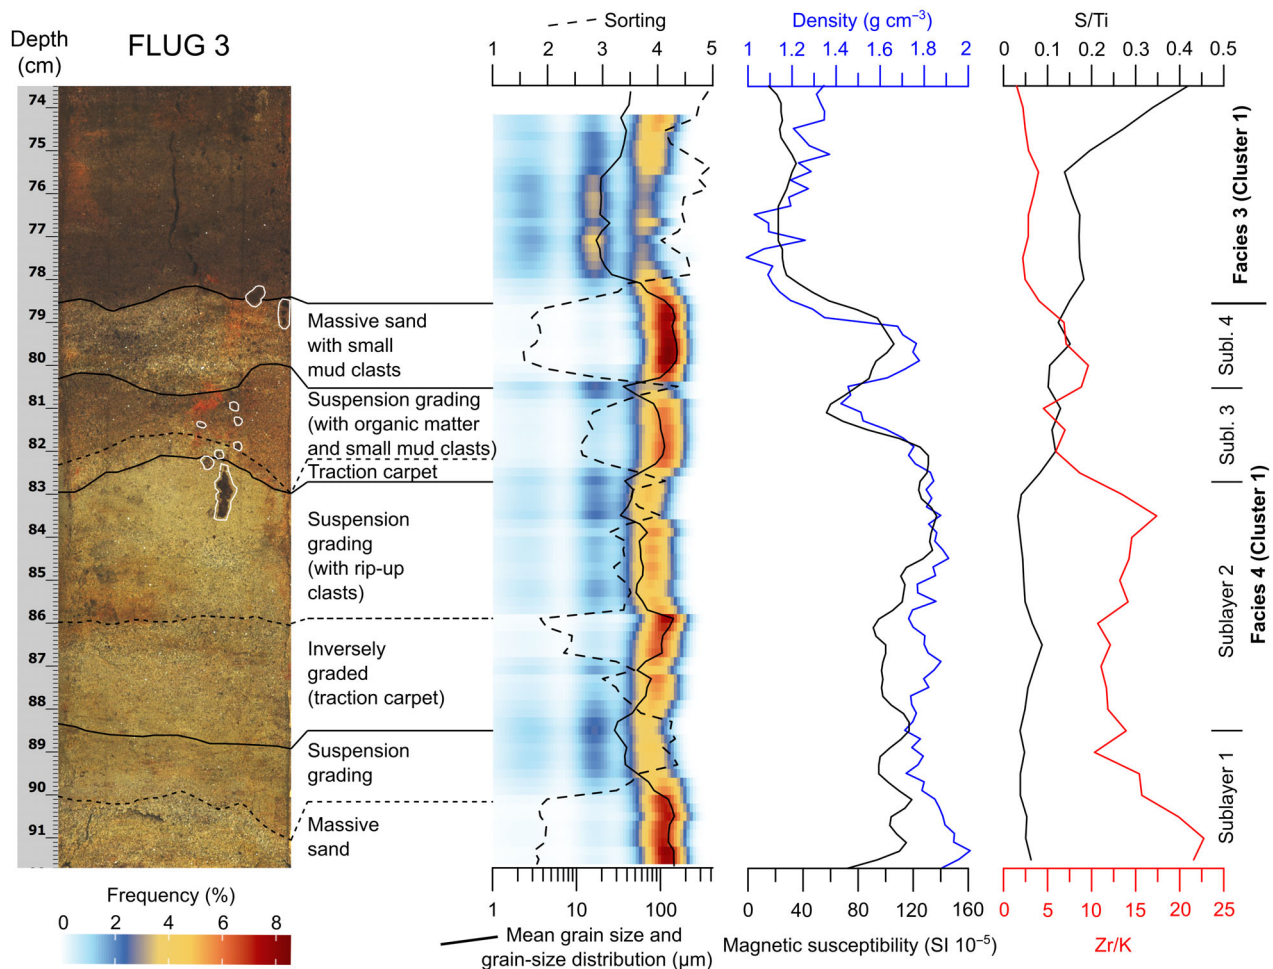 Depth
(cm)
FLUG 3
Sorting
1 2 3 4 5
Density (g cm⁻³)
1 1.2 1.4 1.6 1.8 2
S/Ti
0 0.1 0.2 0.3 0.4 0.5
74
75
76
77
78
79
80
81
82
83
84
85
86
87
88
89
90
91
Massive sand
with small
mud clasts
Suspension grading
(with organic matter
and small mud clasts)
Traction carpet
Suspension
grading
(with rip-up
clasts)
Inversely
graded
(traction carpet)
Suspension
grading
Massive
sand
Facies 3 (Cluster 1)
Subl. 4
Subl. 3
Sublayer 2
Sublayer 1
Facies 4 (Cluster 1)
1 10 100
Mean grain size and
grain-size distribution (µm)
0 40 80 120 160
Magnetic susceptibility (SI 10⁻⁵)
0 5 10 15 20 25
Zr/K
Frequency (%)
0 2 4 6 8